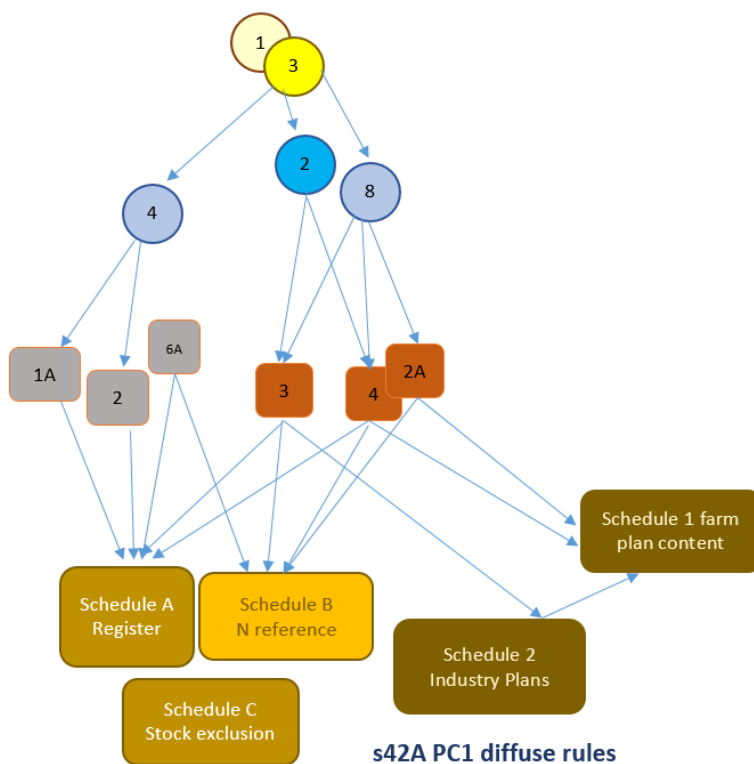 1
3
2
8
4
6A
1A
2
3
4
2A
Schedule 1 farm
plan content
Schedule A
Register
Schedule B
N reference
Schedule 2
Industry Plans
Schedule C
Stock exclusion
s42A PC1 diffuse rules